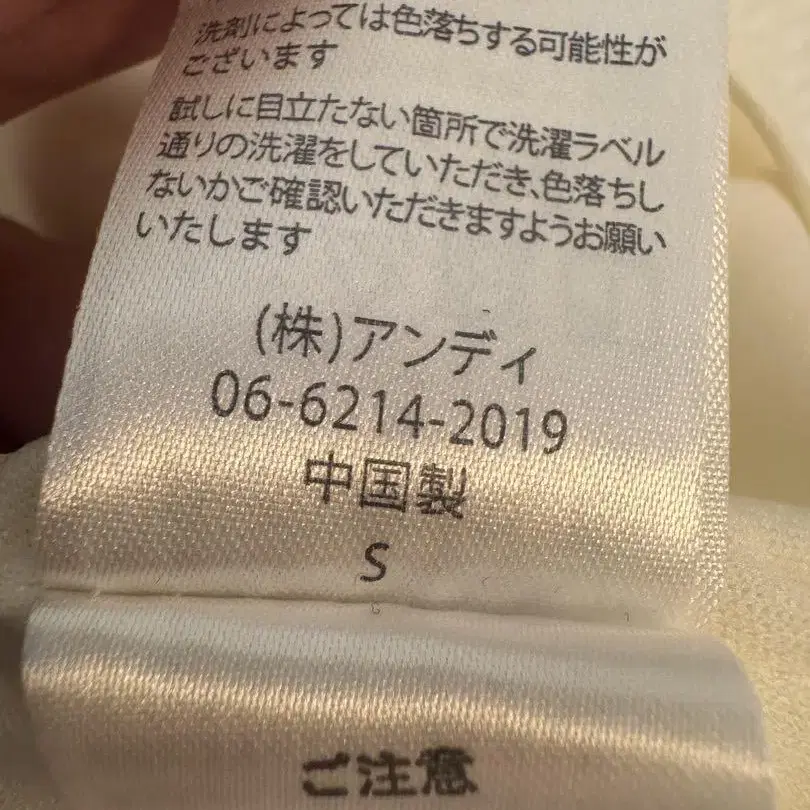 洗剤によっては色落ちする可能性が
ございます
試しに目立たない箇所で洗濯ラベル
通りの洗濯をしていただき、色落ちし
ないかご確認いただきますようお願い
いたします
(株)アンディ
06-6214-2019
中国製
S
ご注意